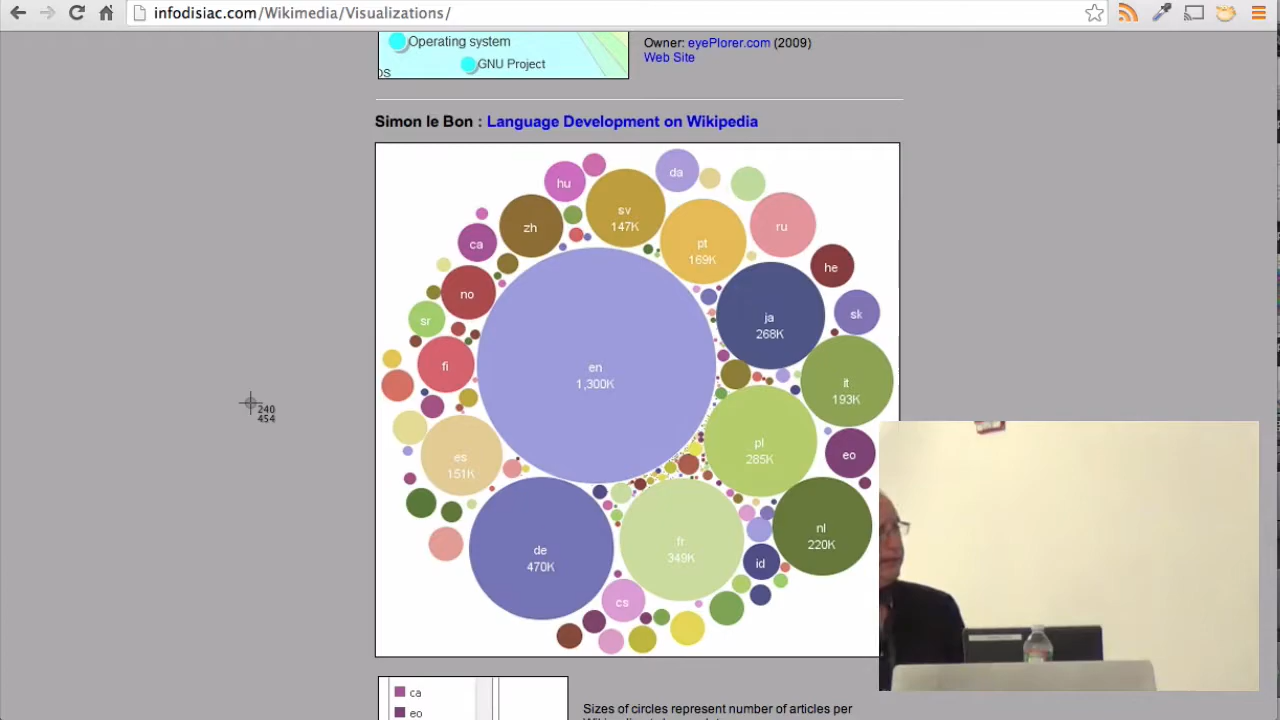 infodisiac.com/Wikimedia/Visualizations/
Operating system
GNU Project
OS
Owner: eyePlorer.com (2009)
Web Site
Simon le Bon : Language Development on Wikipedia
hu
da
sv
147K
zh
pt
169K
ru
ca
he
no
ja
268K
sk
sr
fi
en
1,300K
it
193K
es
151K
pl
285K
eo
de
470K
fr
349K
nl
220K
id
cs
240
454
ca
eo
Sizes of circles represent number of articles per